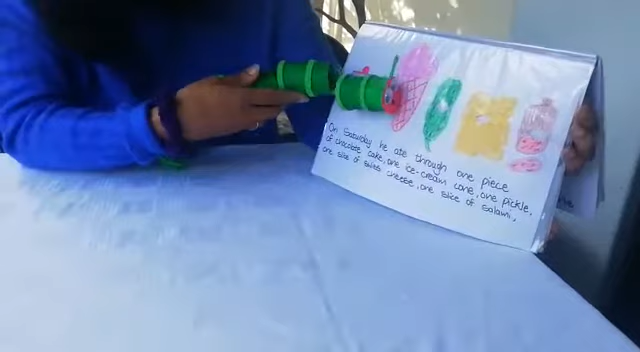 On Saturday he ate through one piece
of chocolate cake, one ice-cream cone, one pickle,
one slice of swiss cheese, one slice of salami,